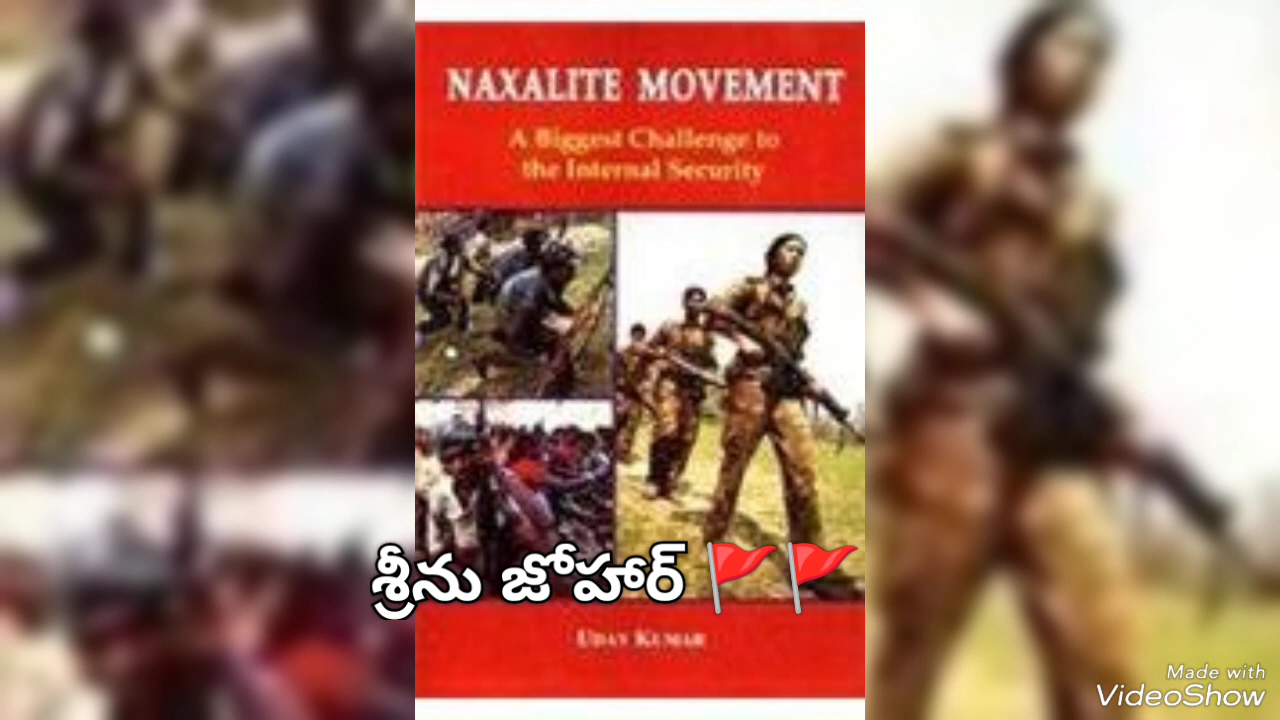 NAXALITE MOVEMENT
A Biggest Challenge to
the Internal Security
శ్రీను జోహార్ 🚩🚩
UDAY KUMAR
Made with
VideoShow